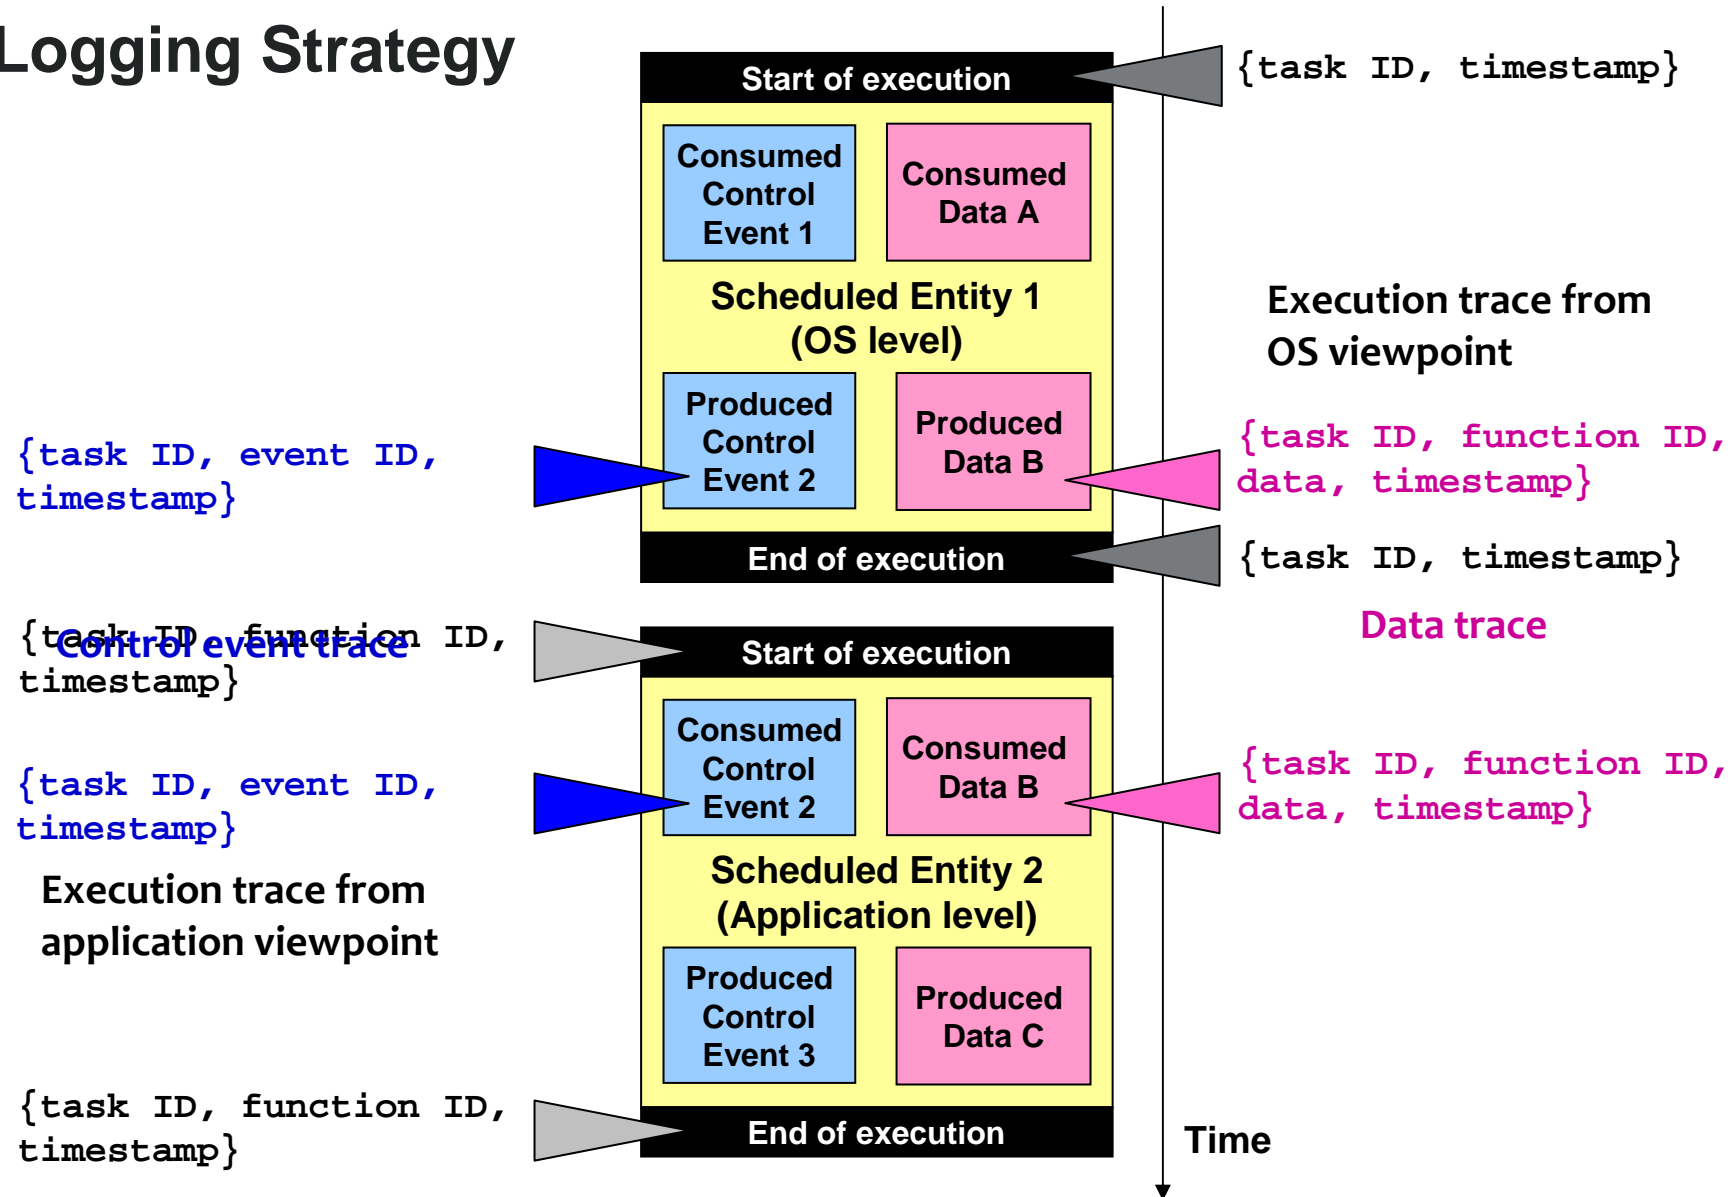 Logging Strategy
Start of execution
{task ID, timestamp}
Consumed
Control
Event 1
Consumed
Data A
Scheduled Entity 1
(OS level)
Execution trace from
OS viewpoint
Produced
Control
Event 2
Produced
Data B
{task ID, event ID,
timestamp}
{task ID, function ID,
data, timestamp}
End of execution
{task ID, timestamp}
{task ID, function ID,
timestamp}
Control event trace
Start of execution
Data trace
Consumed
Control
Event 2
Consumed
Data B
{task ID, event ID,
timestamp}
{task ID, function ID,
data, timestamp}
Scheduled Entity 2
(Application level)
Execution trace from
application viewpoint
Produced
Control
Event 3
Produced
Data C
{task ID, function ID,
timestamp}
End of execution
Time